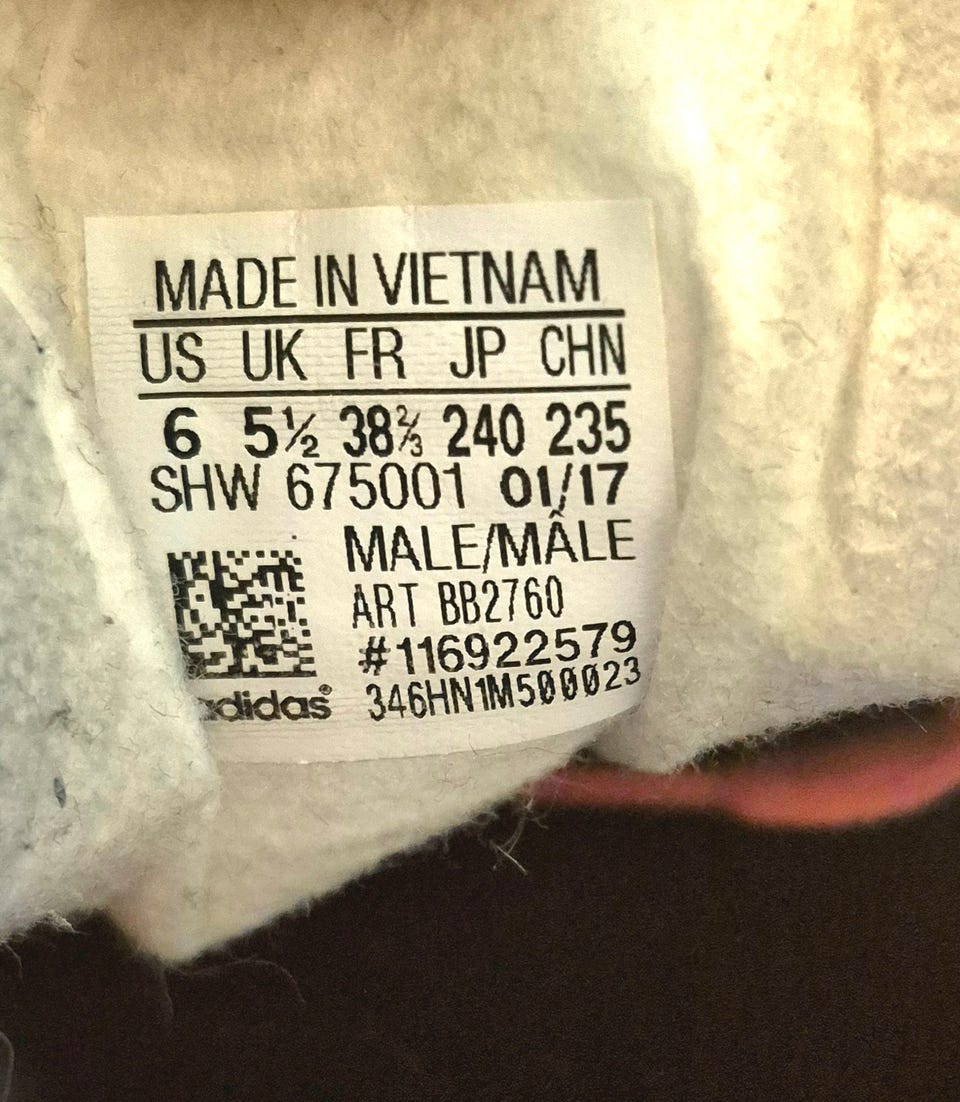 MADE IN VIETNAM
US UK FR JP CHN
6 5½ 38⅔ 240 235
SHW 675001 01/17
MALE/MÂLE
ART BB2760
#116922579
346HN1M500023
adidas®